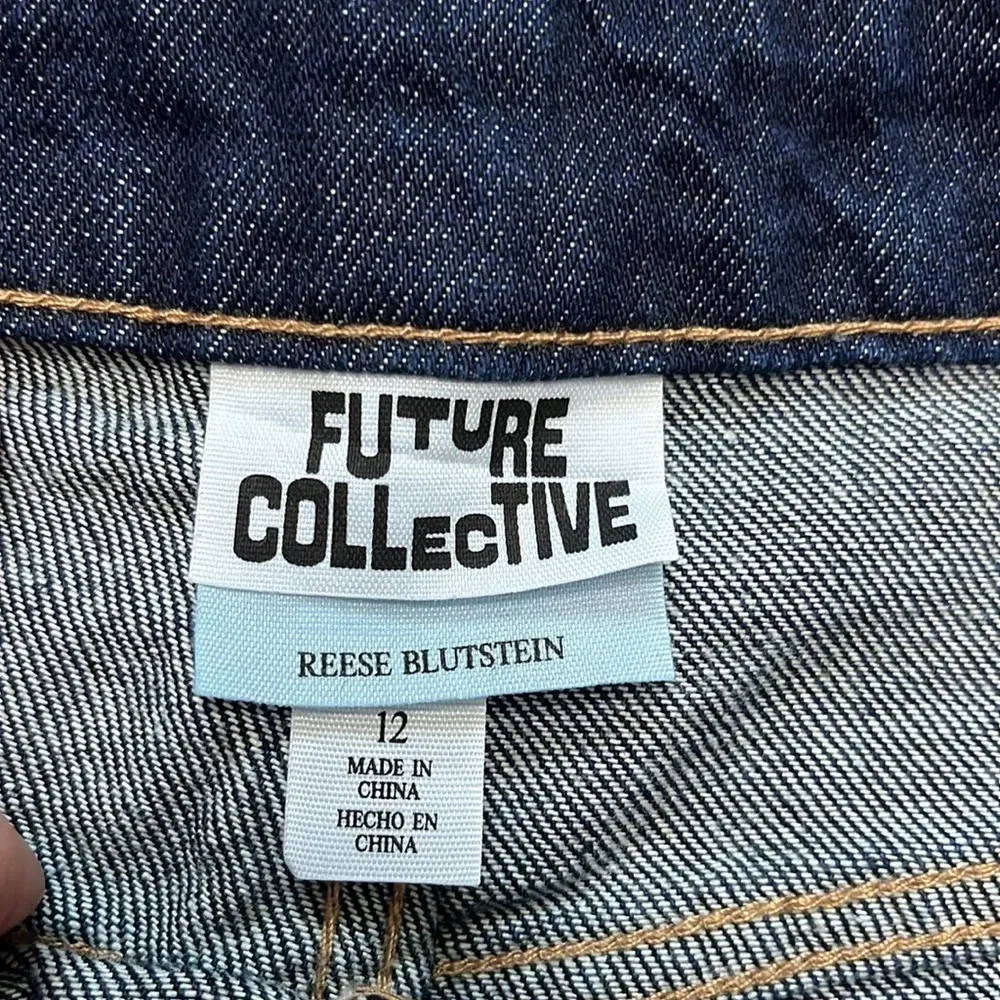 FUTURE
COLLECTIVE
REESE BLUTSTEIN
12
MADE IN
CHINA
HECHO EN
CHINA